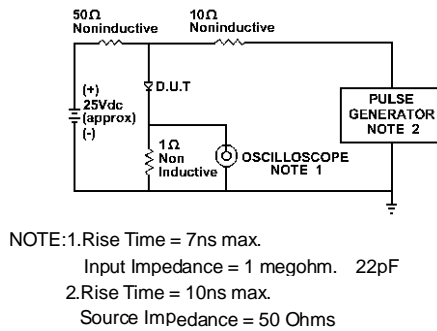 50Ω
Noninductive
10Ω
Noninductive
(+)
25Vdc
(approx)
(-)
D.U.T
1Ω
Non
Inductive
OSCILLOSCOPE
NOTE 1
PULSE
GENERATOR
NOTE 2
NOTE:1.Rise Time = 7ns max.
Input Impedance = 1 megohm. 22pF
2.Rise Time = 10ns max.
Source Impedance = 50 Ohms